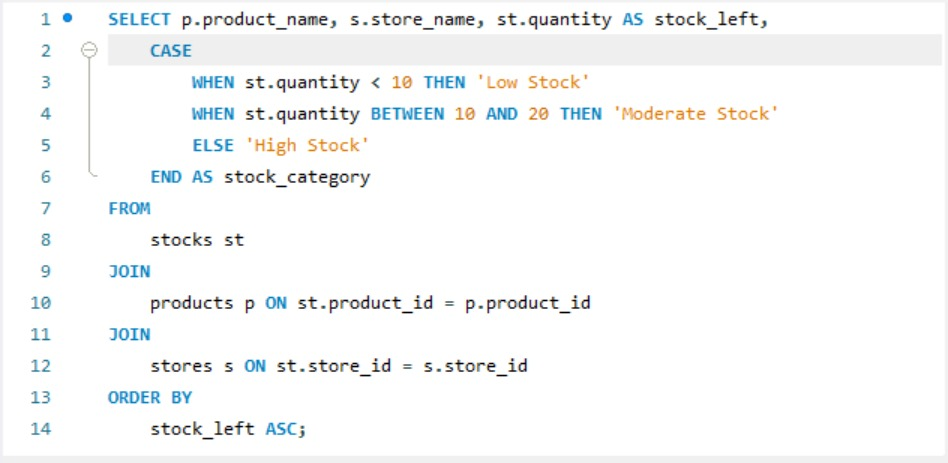 1 SELECT p.product_name, s.store_name, st.quantity AS stock_left,
2 CASE
3 WHEN st.quantity < 10 THEN 'Low Stock'
4 WHEN st.quantity BETWEEN 10 AND 20 THEN 'Moderate Stock'
5 ELSE 'High Stock'
6 END AS stock_category
7 FROM
8 stocks st
9 JOIN
10 products p ON st.product_id = p.product_id
11 JOIN
12 stores s ON st.store_id = s.store_id
13 ORDER BY
14 stock_left ASC;